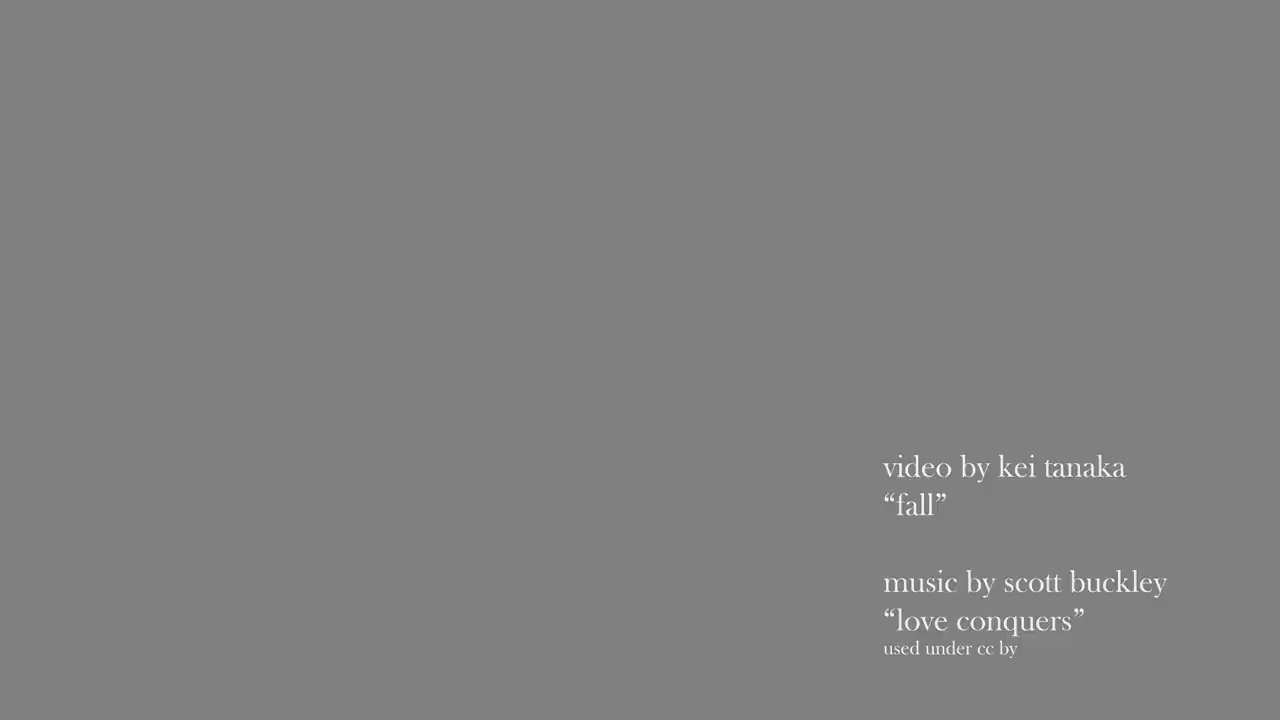 video by kei tanaka
“fall”
music by scott buckley
“love conquers”
used under cc by